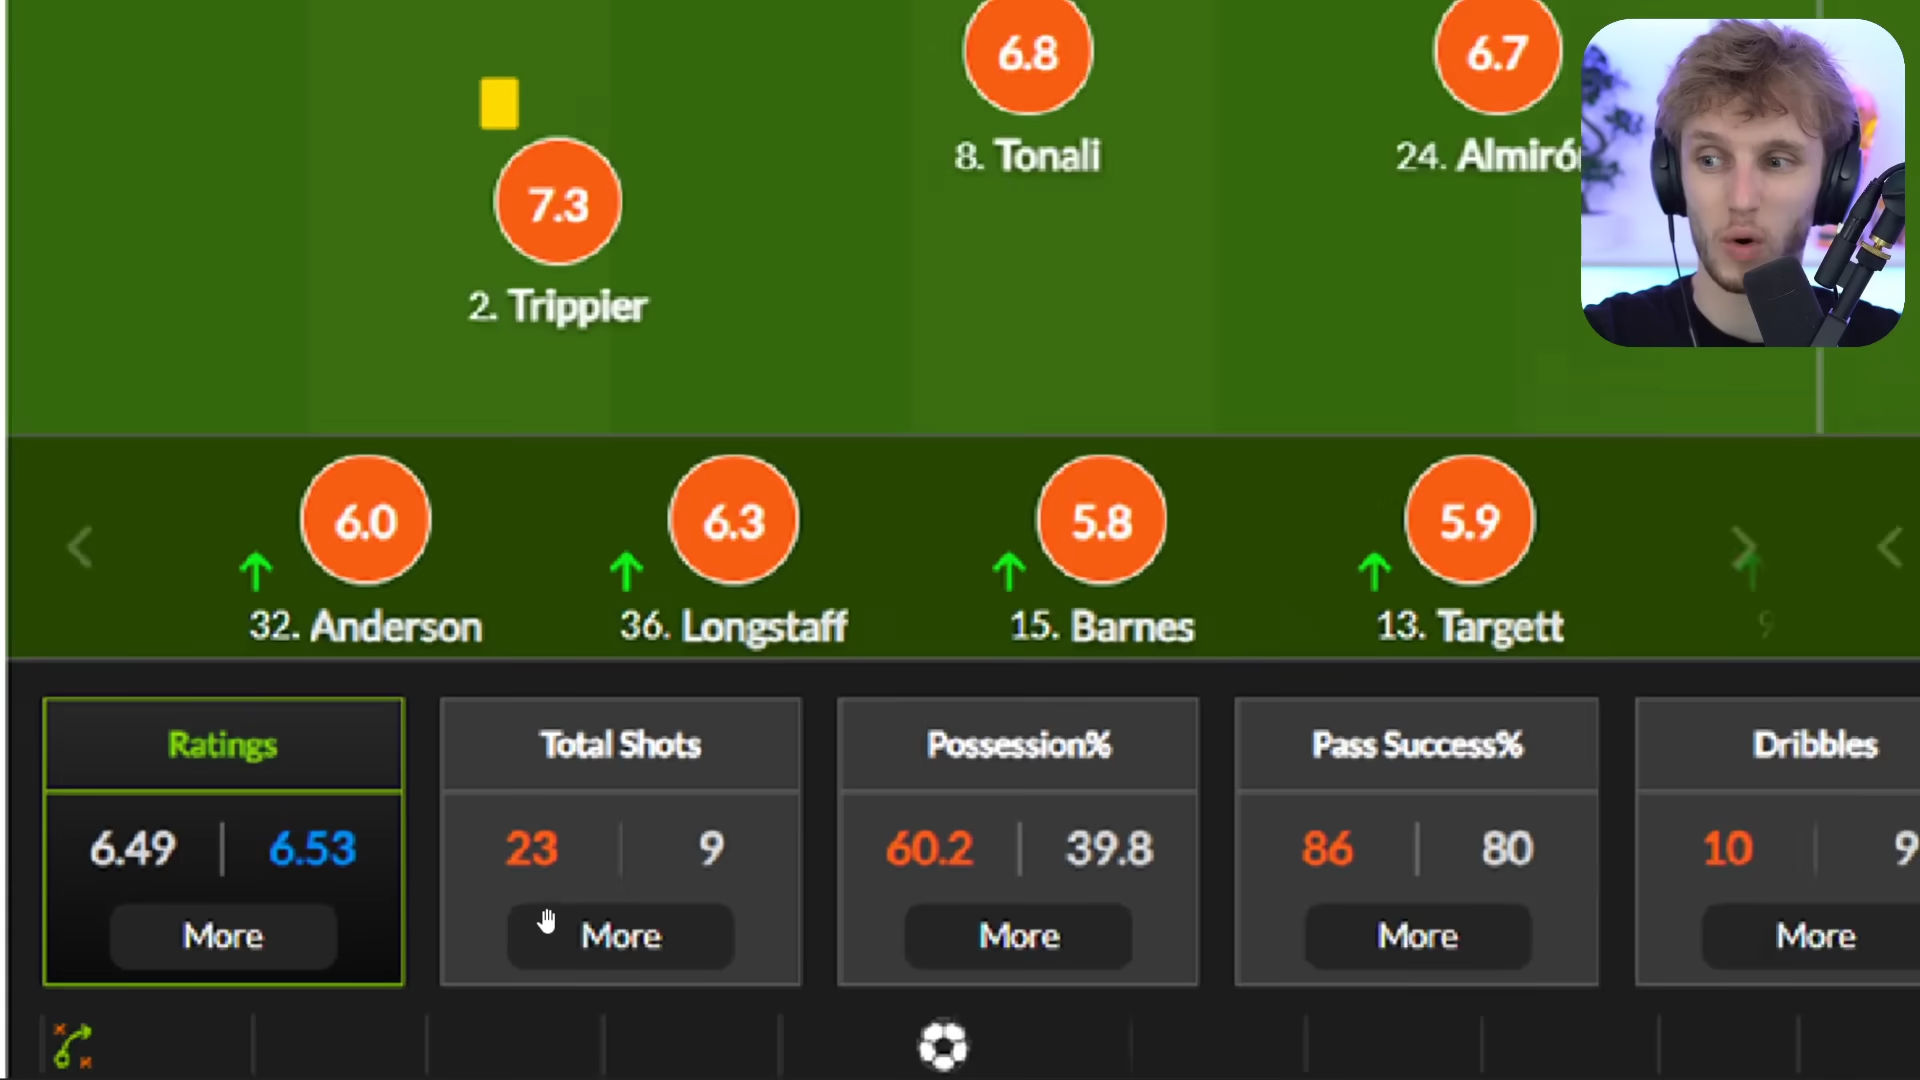 6.8
6.7
8. Tonali
24. Almiró
7.3
2. Trippier
6.0
6.3
5.8
5.9
32. Anderson
36. Longstaff
15. Barnes
13. Targett
9
Ratings
Total Shots
Possession%
Pass Success%
Dribbles
6.49 | 6.53
23 | 9
60.2 | 39.8
86 | 80
10 | 9
More
More
More
More
More